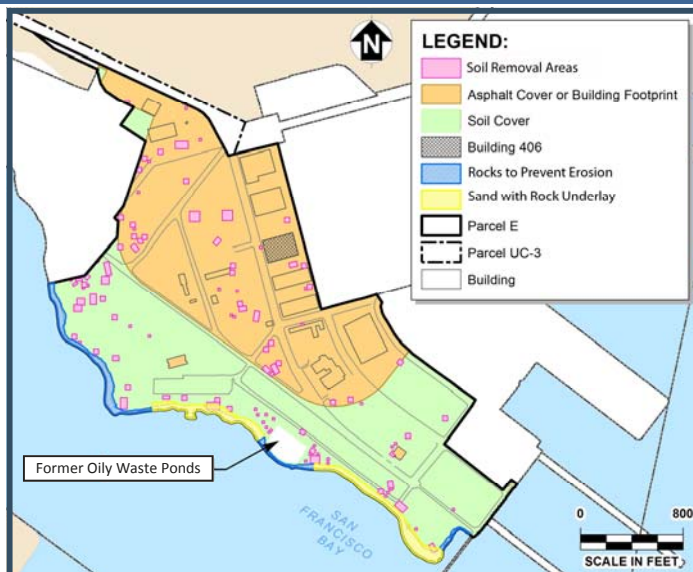 N
LEGEND:
Soil Removal Areas
Asphalt Cover or Building Footprint
Soil Cover
Building 406
Rocks to Prevent Erosion
Sand with Rock Underlay
Parcel E
Parcel UC-3
Building
Former Oily Waste Ponds
SAN
FRANCISCO
BAY
0 800
SCALE IN FEET